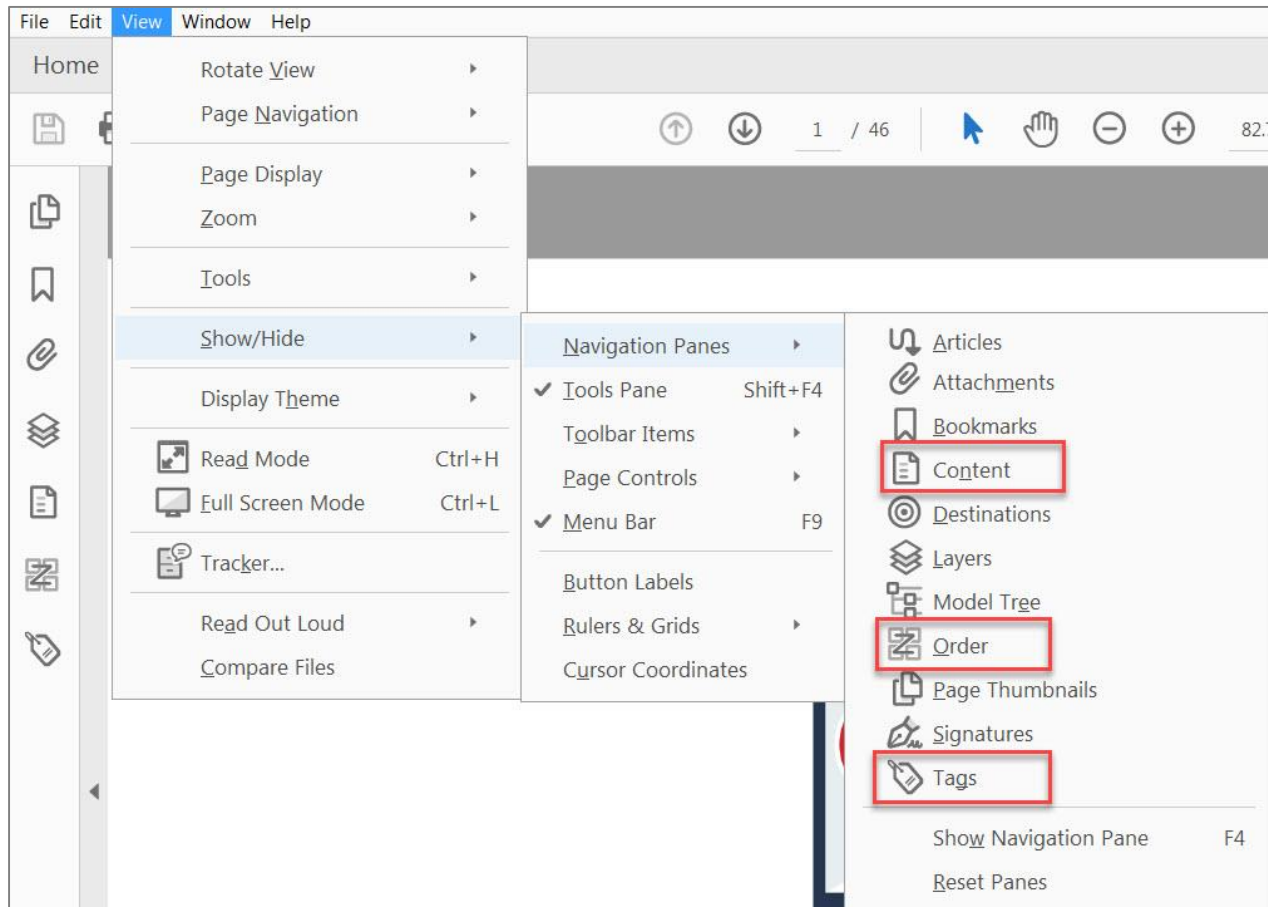 File Edit View Window Help
Home
1 / 46
82.
Rotate View
Page Navigation
Page Display
Zoom
Tools
Show/Hide
Display Theme
Read Mode Ctrl+H
Full Screen Mode Ctrl+L
Tracker...
Read Out Loud
Compare Files
Navigation Panes
Tools Pane Shift+F4
Toolbar Items
Page Controls
Menu Bar F9
Button Labels
Rulers & Grids
Cursor Coordinates
Articles
Attachments
Bookmarks
Content
Destinations
Layers
Model Tree
Order
Page Thumbnails
Signatures
Tags
Show Navigation Pane F4
Reset Panes